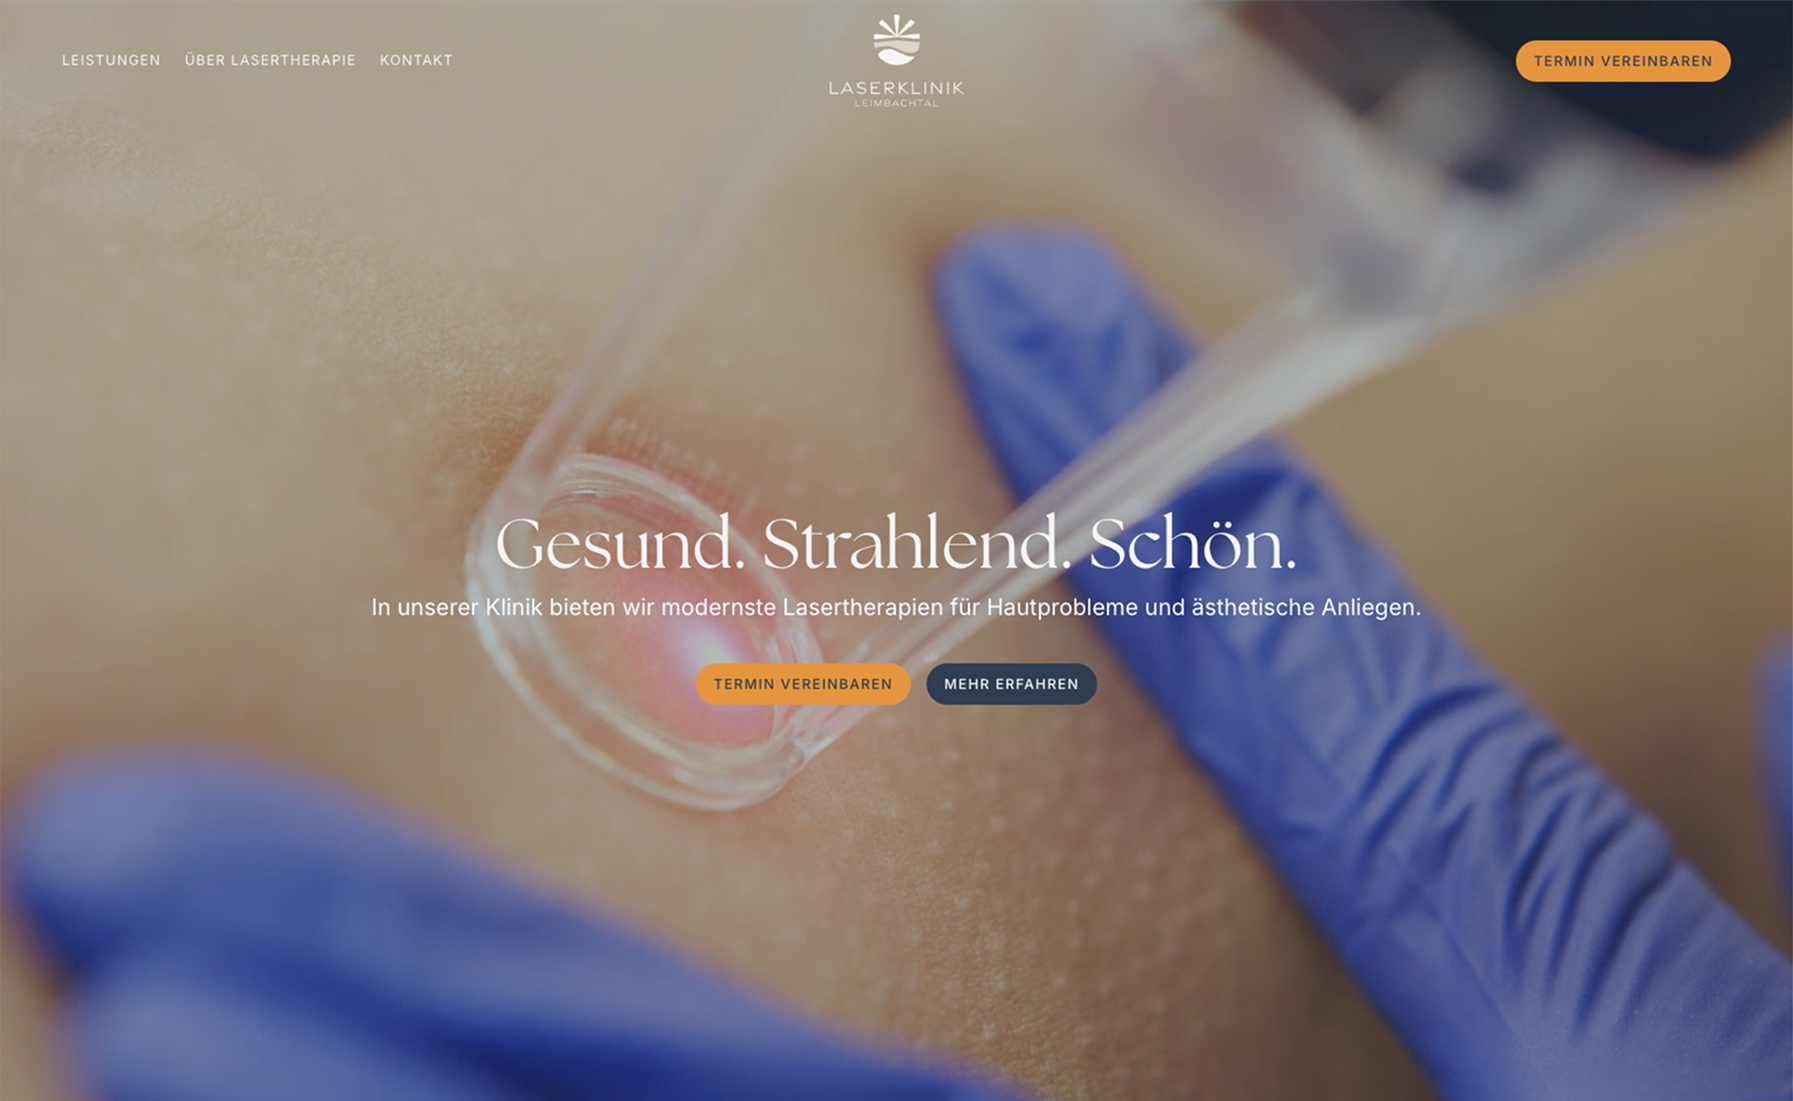 LEISTUNGEN
ÜBER LASERTHERAPIE
KONTAKT
LASERKLINIK
LEIMBACHTAL
TERMIN VEREINBAREN
Gesund. Strahlend. Schön.
In unserer Klinik bieten wir modernste Lasertherapien für Hautprobleme und ästhetische Anliegen.
TERMIN VEREINBAREN
MEHR ERFAHREN